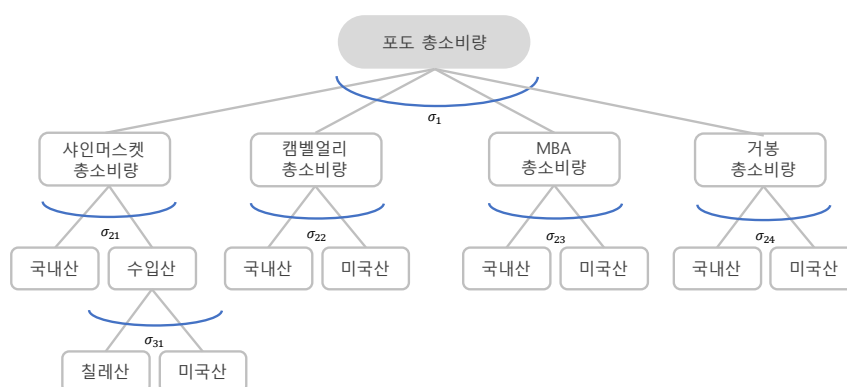 포도 총소비량
σ1
샤인머스켓
총소비량
캠벨얼리
총소비량
MBA
총소비량
거봉
총소비량
σ21
σ22
σ23
σ24
국내산
수입산
국내산
미국산
국내산
미국산
국내산
미국산
σ31
칠레산
미국산